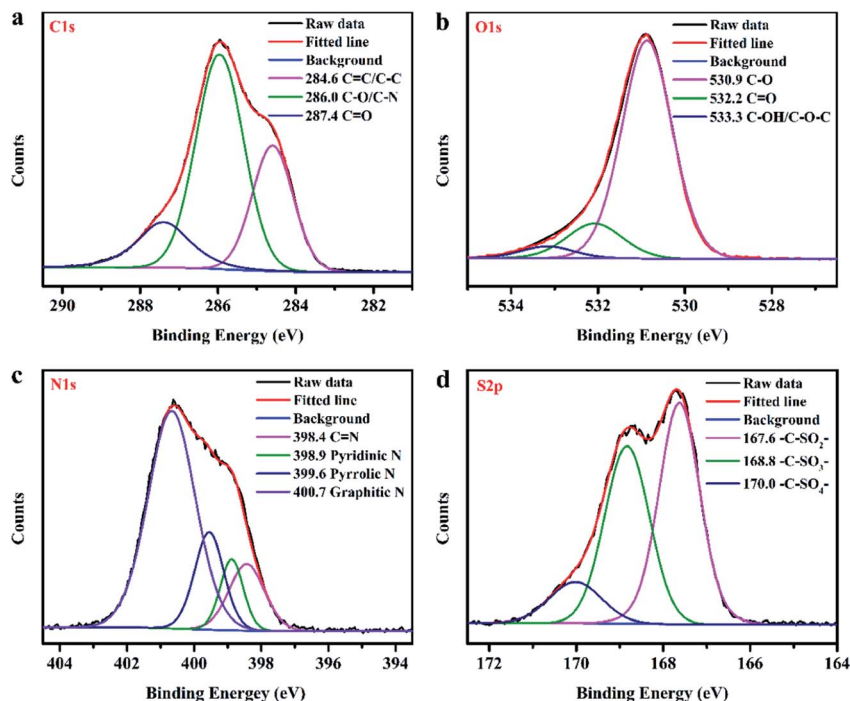 a
C1s
Raw data
Fitted line
Background
284.6 C=C/C-C
286.0 C-O/C-N
287.4 C=O
Counts
290 288 286 284 282
Binding Energy (eV)
b
O1s
Raw data
Fitted line
Background
530.9 C-O
532.2 C=O
533.3 C-OH/C-O-C
Counts
534 532 530 528
Binding Energy (eV)
c
N1s
Raw data
Fitted line
Background
398.4 C=N
398.9 Pyridinic N
399.6 Pyrrolic N
400.7 Graphitic N
Counts
404 402 400 398 396 394
Binding Energey (eV)
d
S2p
Raw data
Fitted line
Background
167.6 -C-SO₂-
168.8 -C-SO₃-
170.0 -C-SO₄-
Counts
172 170 168 166 164
Binding Energey (eV)